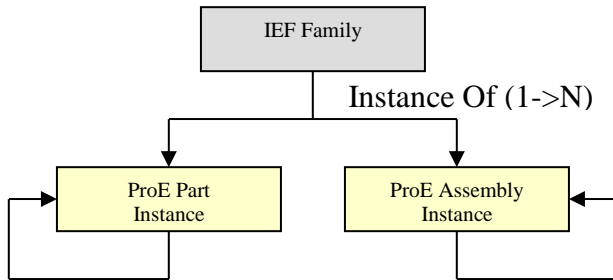 IEF Family
Instance Of (1->N)
ProE Part
Instance
ProE Assembly
Instance